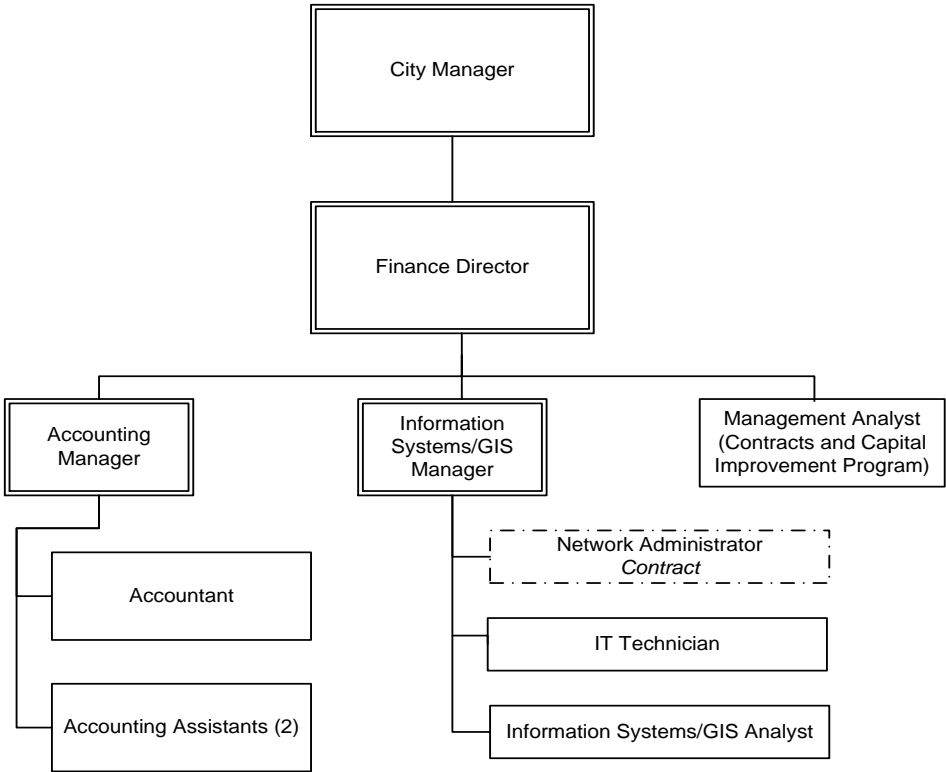 City Manager
Finance Director
Accounting
Manager
Information
Systems/GIS
Manager
Management Analyst
(Contracts and Capital
Improvement Program)
Accountant
Accounting Assistants (2)
Network Administrator
Contract
IT Technician
Information Systems/GIS Analyst